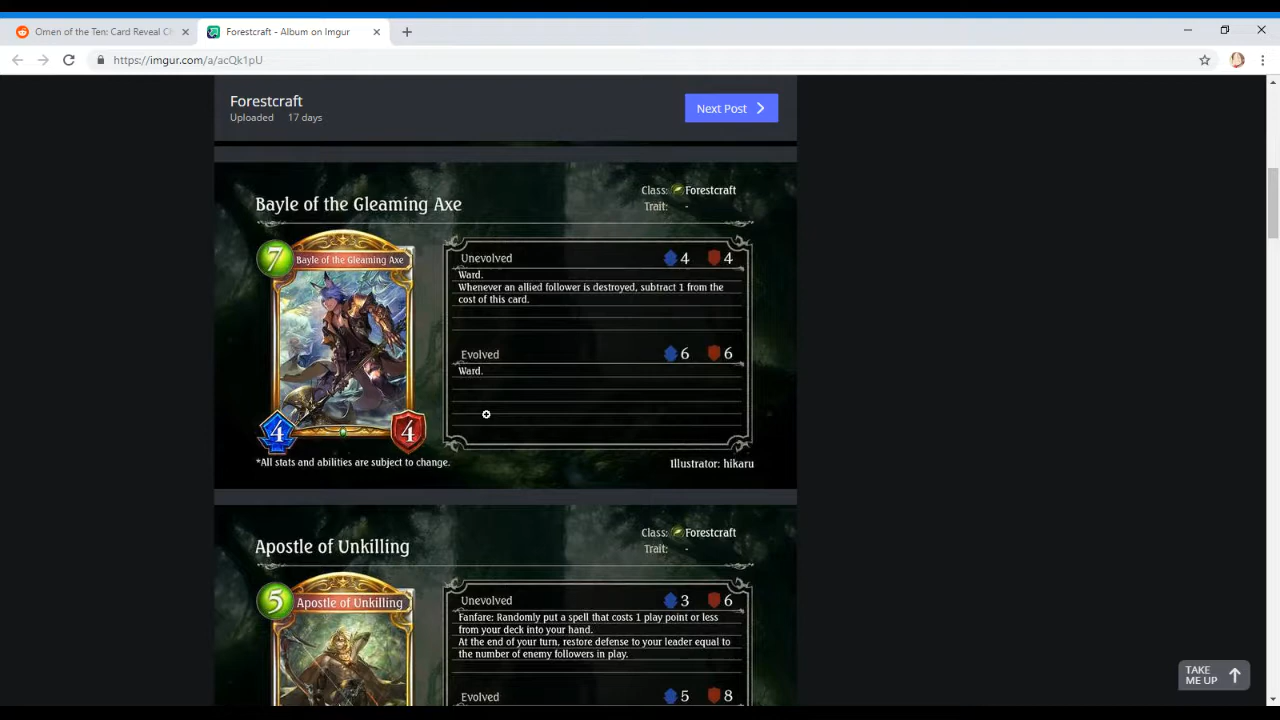 Omen of the Ten: Card Reveal Ch
Forestcraft - Album on Imgur
https://imgur.com/a/acQk1pU
Forestcraft
Uploaded 17 days
Next Post
Bayle of the Gleaming Axe
Class: Forestcraft
Trait: -
7
Bayle of the Gleaming Axe
4
4
Unevolved 4 4
Ward.
Whenever an allied follower is destroyed, subtract 1 from the
cost of this card.
Evolved 6 6
Ward.
*All stats and abilities are subject to change.
Illustrator: hikaru
Apostle of Unkilling
Class: Forestcraft
Trait: -
5
Apostle of Unkilling
Unevolved 3 6
Fanfare: Randomly put a spell that costs 1 play point or less
from your deck into your hand.
At the end of your turn, restore defense to your leader equal to
the number of enemy followers in play.
Evolved 5 8
TAKE
ME UP